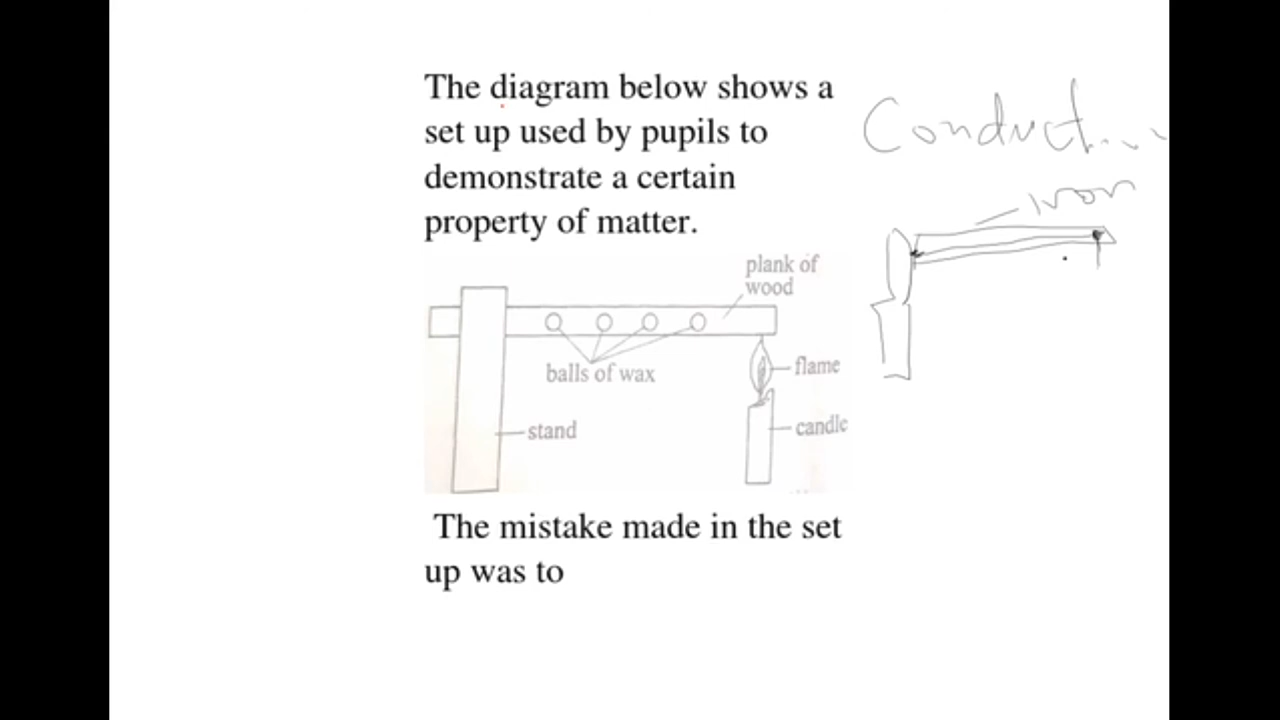 The diagram below shows a
set up used by pupils to
demonstrate a certain
property of matter.
Conduct...
iron
plank of
wood
balls of wax
flame
stand
candle
The mistake made in the set
up was to